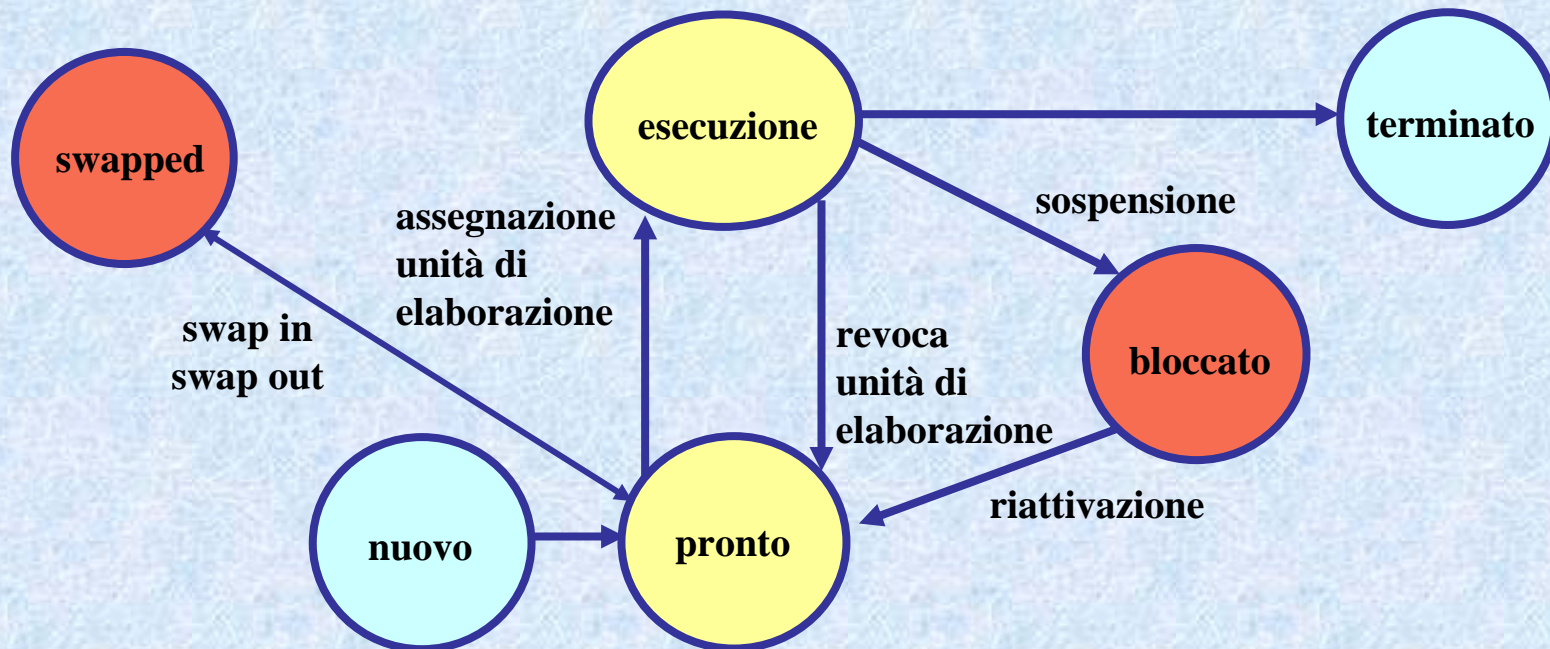 esecuzione
terminato
swapped
sospensione
assegnazione
unità di
elaborazione
swap in
swap out
revoca
unità di
elaborazione
bloccato
riattivazione
nuovo
pronto